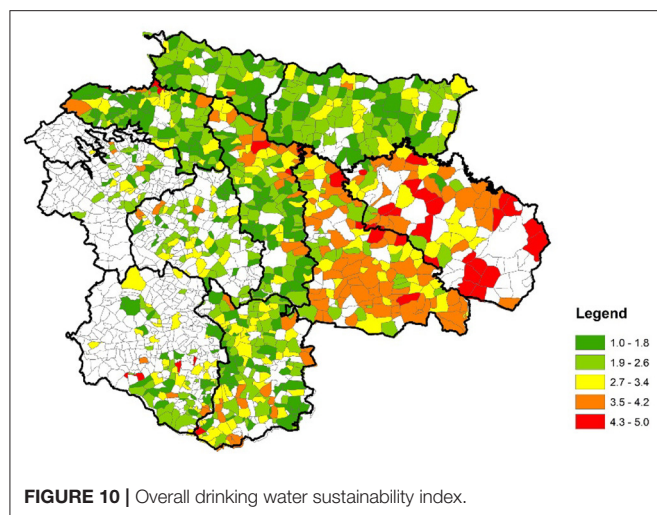 Legend
1.0 - 1.8
1.9 - 2.6
2.7 - 3.4
3.5 - 4.2
4.3 - 5.0
FIGURE 10 | Overall drinking water sustainability index.